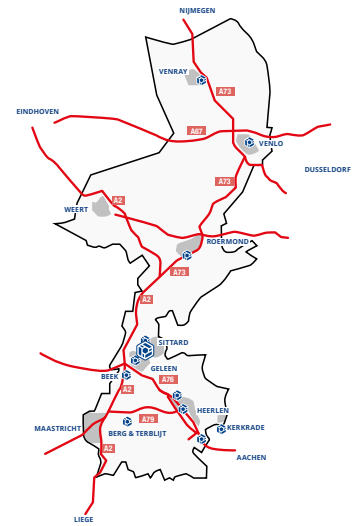 NIJMEGEN
VENRAY
A73
EINDHOVEN
A67
VENLO
DUSSELDORF
A73
A2
WEERT
ROERMOND
A73
A2
SITTARD
GELEEN
BEEK
A76
A2
HEERLEN
A79
MAASTRICHT
KERKRADE
BERG & TERBLIJT
A2
AACHEN
LIEGE